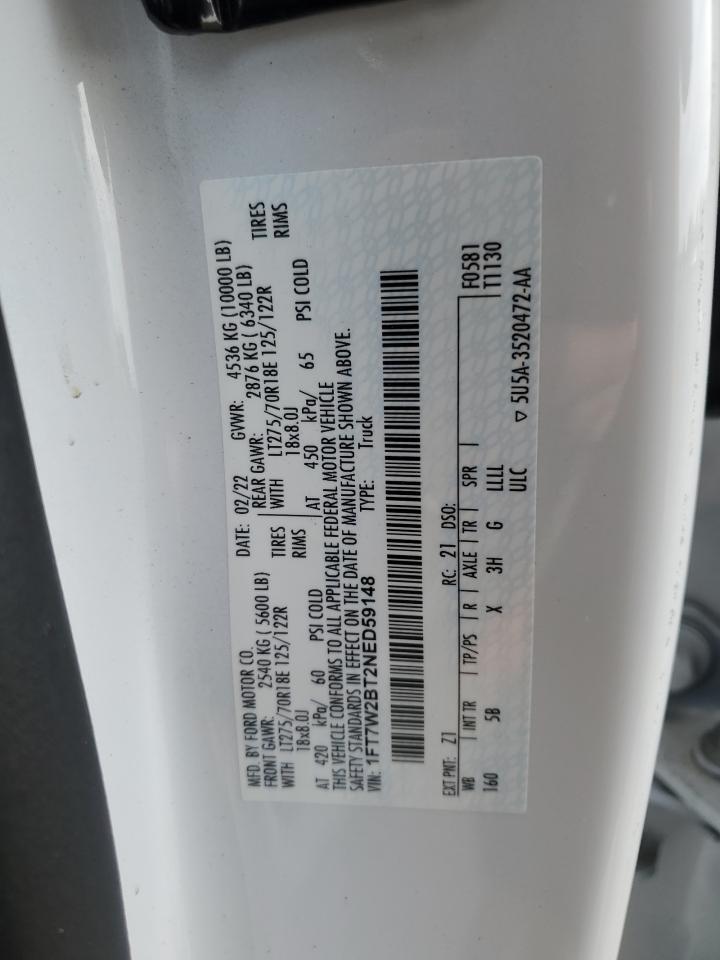 MFD. BY FORD MOTOR CO.
DATE: 02/22 GVWR: 4536 KG (10000 LB)
FRONT GAWR: 2540 KG ( 5600 LB)
REAR GAWR: 2876 KG ( 6340 LB)
WITH LT275/70R18E 125/122R TIRES
WITH LT275/70R18E 125/122R TIRES
18x8.0J RIMS
18x8.0J RIMS
AT 420 kPa/ 60 PSI COLD
AT 450 kPa/ 65 PSI COLD
THIS VEHICLE CONFORMS TO ALL APPLICABLE FEDERAL MOTOR VEHICLE
SAFETY STANDARDS IN EFFECT ON THE DATE OF MANUFACTURE SHOWN ABOVE.
VIN: 1FT7W2BT2NED59148 TYPE: Truck
EXT PNT: Z1 RC: 21 DSO: F0581
WB INT TR TP/PS R AXLE TR SPR T1130
160 5B X 3H G LLLL
ULC
▽ 5U5A-3520472-AA